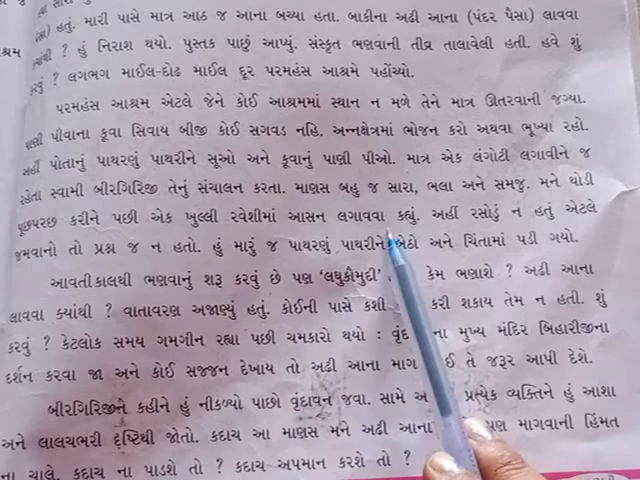 હતું. મારી પાસે માત્ર આઠ જ આના બચ્યા હતા. બાકીના અઢી આના (પંદર પૈસા) લાવવા
ક્યાંથી ? હું નિરાશ થયો. પુસ્તક પાછું આપ્યું. સંસ્કૃત ભણવાની તીવ્ર તાલાવેલી હતી. હવે શું
કરવું ? લગભગ માઈલ-દોઢ માઈલ દૂર પરમહંસ આશ્રમે પહોંચ્યો.
પરમહંસ આશ્રમ એટલે જેને કોઈ આશ્રમમાં સ્થાન ન મળે તેને માત્ર ઊતરવાની જગ્યા.
પાણી પીવાના કૂવા સિવાય બીજી કોઈ સગવડ નહિ. અન્નક્ષેત્રમાં ભોજન કરો અથવા ભૂખ્યા રહો.
અહીં પોતાનું પાથરણું પાથરીને સૂઓ અને કૂવાનું પાણી પીઓ. માત્ર એક લંગોટી લગાવીને જ
રહેતા સ્વામી બીરગિરિજી તેનું સંચાલન કરતા. માણસ બહુ જ સારા, ભલા અને સમજુ. મને થોડી
પૂછપરછ કરીને પછી એક ખુલ્લી રવેશીમાં આસન લગાવવા કહ્યું. અહીં રસોડું ન હતું એટલે
જમવાનો તો પ્રશ્ન જ ન હતો. હું મારું જ પાથરણું પાથરીને બેઠો અને ચિંતામાં પડી ગયો.
આવતીકાલથી ભણવાનું શરૂ કરવું છે પણ ‘લઘુકૌમુદી’ કેમ ભણાશે ? અઢી આના
લાવવા ક્યાંથી ? વાતાવરણ અજાણ્યું હતું. કોઈની પાસે કશી કરી શકાય તેમ ન હતી. શું
કરવું ? કેટલોક સમય ગમગીન રહ્યા પછી ચમકારો થયો : વૃંદ ના મુખ્ય મંદિર બિહારીજીના
દર્શન કરવા જા અને કોઈ સજ્જન દેખાય તો અઢી આના માગ ઈ તે જરૂર આપી દેશે.
બીરગિરિજીને કહીને હું નીકળ્યો પાછો વૃંદાવન જવા. સામે અ પ્રત્યેક વ્યક્તિને હું આશા
અને લાલચભરી દૃષ્ટિથી જોતો. કદાચ આ માણસ મને અઢી આના પણ માગવાની હિંમત
ના ચાલે. કદાચ ના પાડશે તો ? કદાચ અપમાન કરશે તો ?